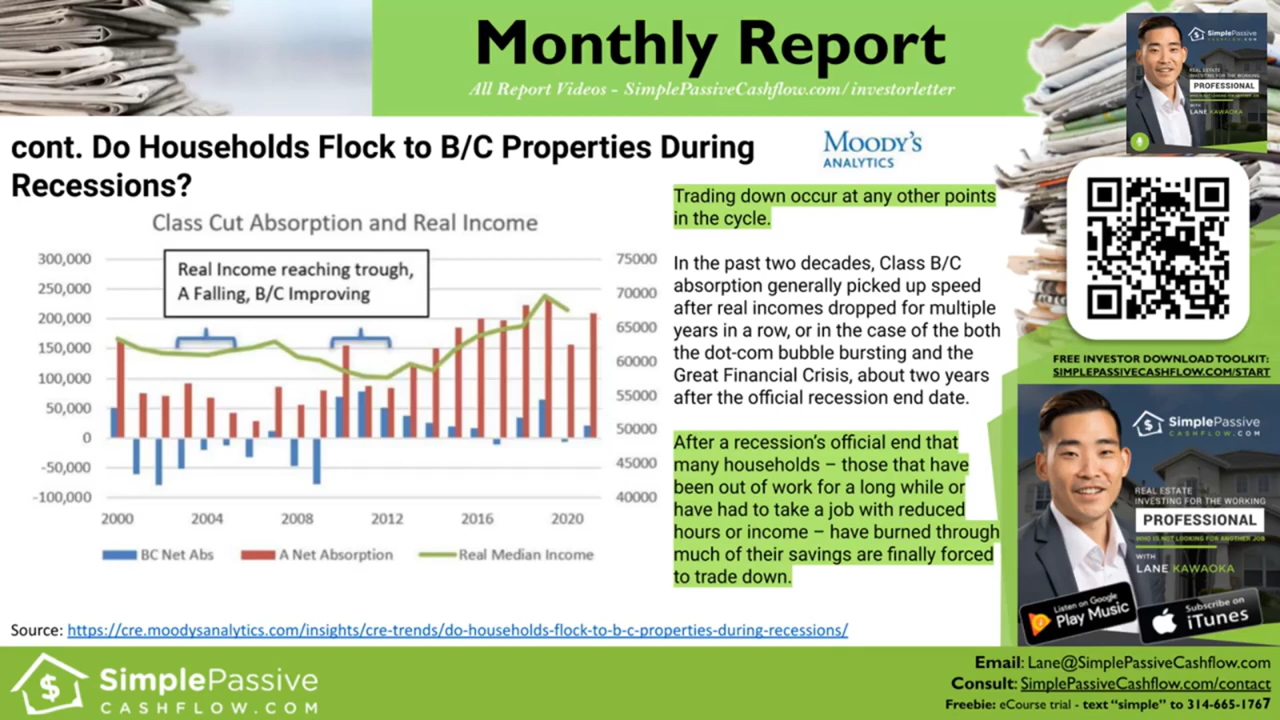 Monthly Report
All Report Videos - SimplePassiveCashflow.com/investorletter
SimplePassive
CASHFLOW.COM
REAL ESTATE
INVESTING FOR THE WORKING
PROFESSIONAL
WITH
LANE KAWAOKA
cont. Do Households Flock to B/C Properties During
Recessions?
MOODY'S
ANALYTICS
Class Cut Absorption and Real Income
Real Income reaching trough,
A Falling, B/C Improving
300,000
250,000
200,000
150,000
100,000
50,000
0
-50,000
-100,000
75000
70000
65000
60000
55000
50000
45000
40000
2000 2004 2008 2012 2016 2020
BC Net Abs A Net Absorption Real Median Income
Trading down occur at any other points
in the cycle.
In the past two decades, Class B/C
absorption generally picked up speed
after real incomes dropped for multiple
years in a row, or in the case of the both
the dot-com bubble bursting and the
Great Financial Crisis, about two years
after the official recession end date.
After a recession's official end that
many households – those that have
been out of work for a long while or
have had to take a job with reduced
hours or income – have burned through
much of their savings are finally forced
to trade down.
Source: https://cre.moodysanalytics.com/insights/cre-trends/do-households-flock-to-b-c-properties-during-recessions/
FREE INVESTOR DOWNLOAD TOOLKIT:
SIMPLEPASSIVECASHFLOW.COM/START
SimplePassive
CASHFLOW.COM
REAL ESTATE
INVESTING FOR THE WORKING
PROFESSIONAL
WHO IS NOT LOOKING FOR ANOTHER JOB
WITH
LANE KAWAOKA
Listen on Google
Play Music
Subscribe on
iTunes
SimplePassive
CASHFLOW.COM
Email: Lane@SimplePassiveCashflow.com
Consult: SimplePassiveCashflow.com/contact
Freebie: eCourse trial - text “simple” to 314-665-1767